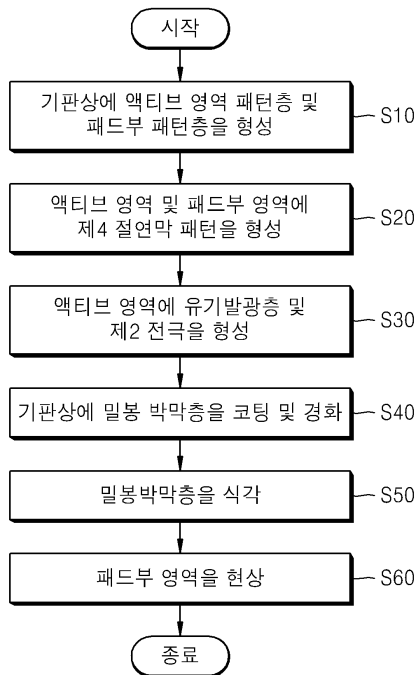 시작
기판상에 액티브 영역 패턴층 및
패드부 패턴층을 형성
S10
액티브 영역 및 패드부 영역에
제4 절연막 패턴을 형성
S20
액티브 영역에 유기발광층 및
제2 전극을 형성
S30
기판상에 밀봉 박막층을 코팅 및 경화
S40
밀봉박막층을 식각
S50
패드부 영역을 현상
S60
종료